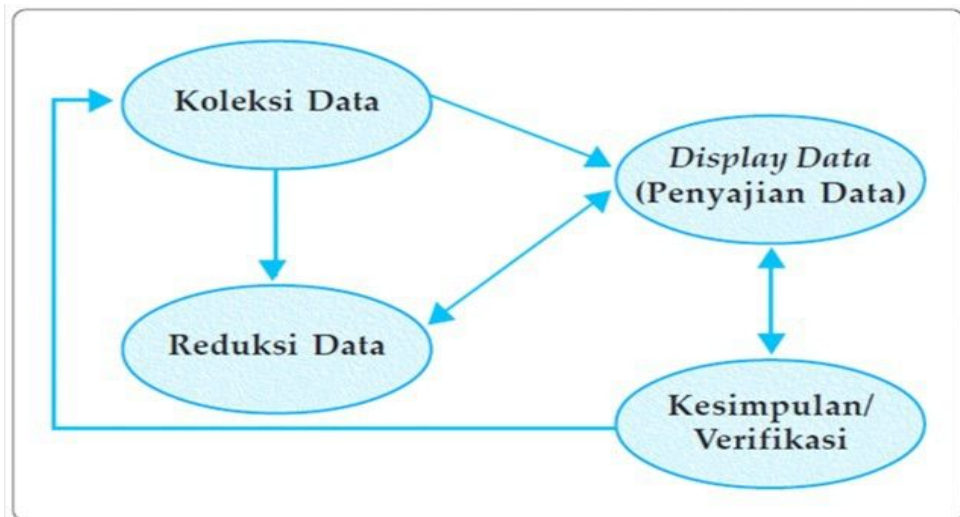 Koleksi Data
Display Data
(Penyajian Data)
Reduksi Data
Kesimpulan/
Verifikasi